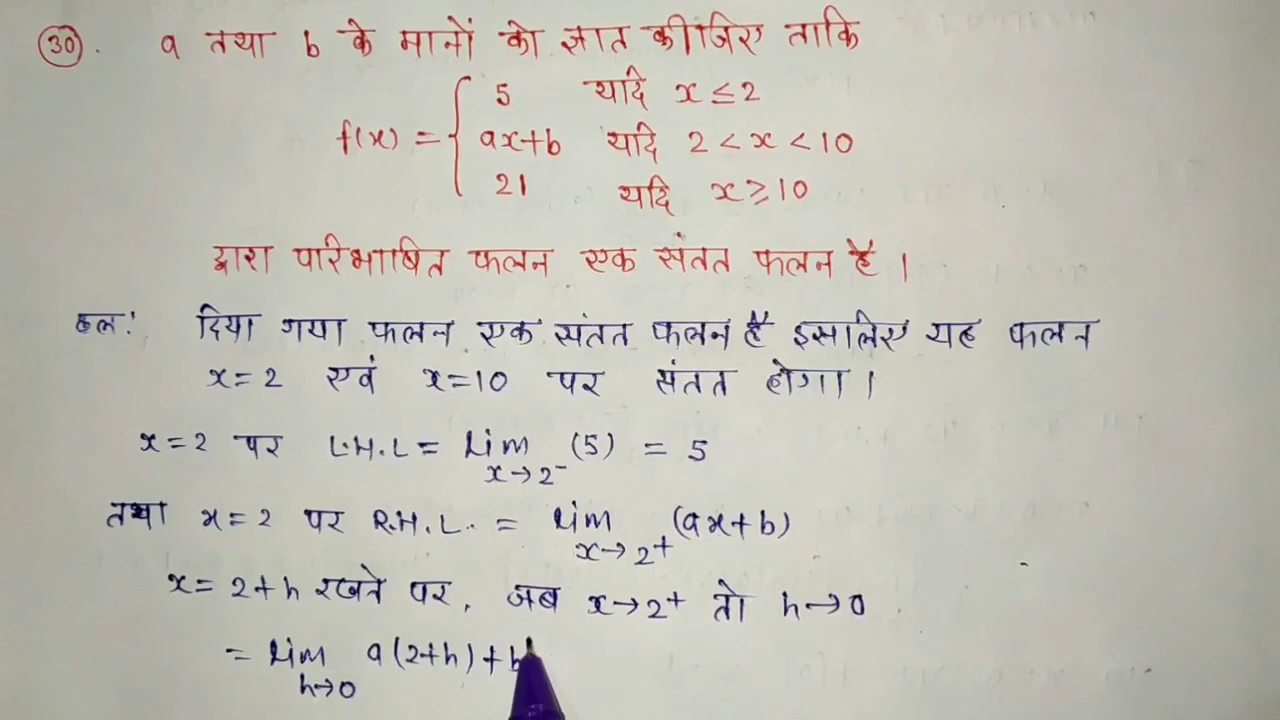 (30). a तथा b के मानों को ज्ञात कीजिए ताकि
f(x) = { 5 यदि x ≤ 2
ax+b यदि 2 < x < 10
21 यदि x ≥ 10
द्वारा परिभाषित फलन एक संतत फलन है।
हल: दिया गया फलन एक संतत फलन है इसलिए यह फलन
x=2 एवं x=10 पर संतत होगा।
x=2 पर L.H.L = lim x→2⁻ (5) = 5
तथा x=2 पर R.H.L. = lim x→2⁺ (ax+b)
x=2+h रखने पर, जब x→2⁺ तो h→0
= lim h→0 a(2+h)+b